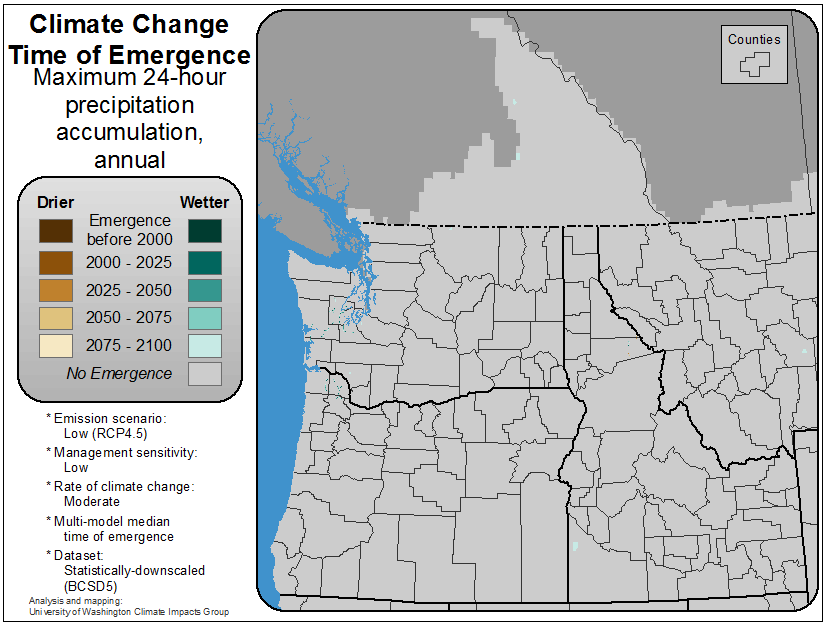 Climate Change
Time of Emergence
Maximum 24-hour
precipitation
accumulation,
annual
Drier
Wetter
Emergence
before 2000
2000 - 2025
2025 - 2050
2050 - 2075
2075 - 2100
No Emergence
* Emission scenario:
Low (RCP4.5)
* Management sensitivity:
Low
* Rate of climate change:
Moderate
* Multi-model median
time of emergence
* Dataset:
Statistically-downscaled
(BCSD5)
Analysis and mapping:
University of Washington Climate Impacts Group
Counties